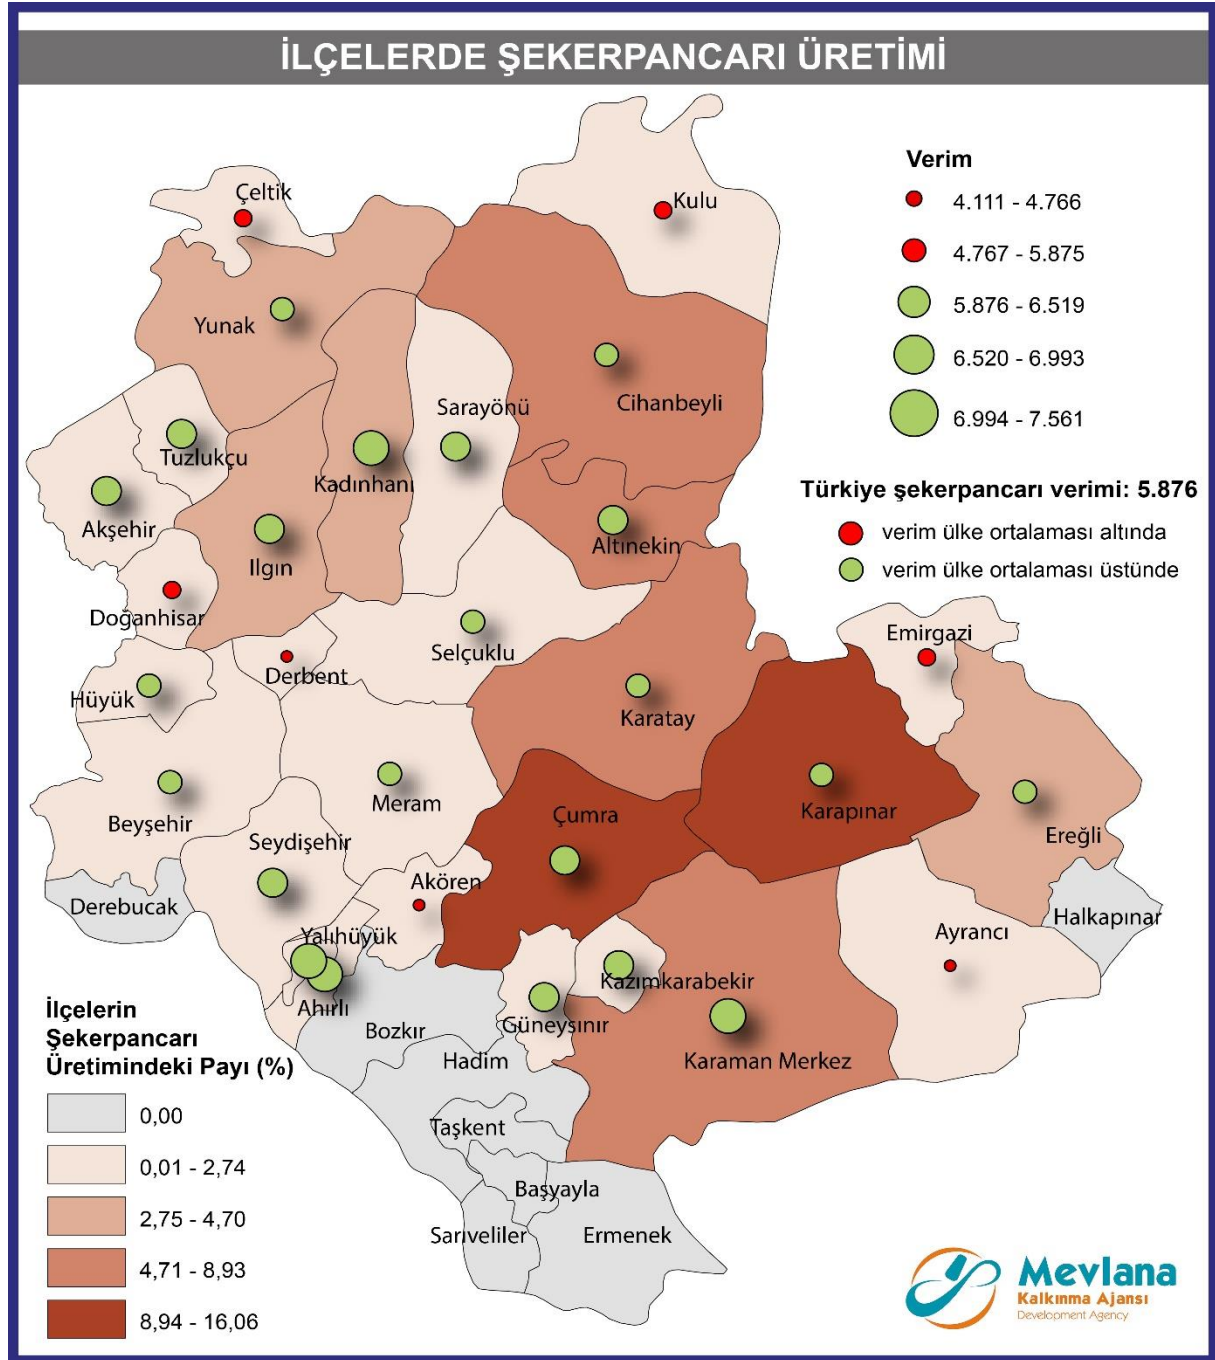 İLÇELERDE ŞEKERPANCARI ÜRETİMİ
Verim
4.111 - 4.766
4.767 - 5.875
5.876 - 6.519
6.520 - 6.993
6.994 - 7.561
Türkiye şekerpancarı verimi: 5.876
verim ülke ortalaması altında
verim ülke ortalaması üstünde
Çeltik
Kulu
Yunak
Cihanbeyli
Sarayönü
Tuzlukçu
Kadınhanı
Akşehir
Altınekin
Ilgın
Doğanhisar
Emirgazi
Selçuklu
Derbent
Hüyük
Karatay
Meram
Karapınar
Çumra
Beyşehir
Ereğli
Seydişehir
Akören
Derebucak
Halkapınar
Yalıhüyük
Ayrancı
Kazımkarabekir
Ahırlı
Güneysınır
Bozkır
Hadim
Karaman Merkez
Taşkent
Başyayla
Sarıveliler
Ermenek
İlçelerin
Şekerpancarı
Üretimindeki Payı (%)
0,00
0,01 - 2,74
2,75 - 4,70
4,71 - 8,93
8,94 - 16,06
Mevlana
Kalkınma Ajansı
Development Agency